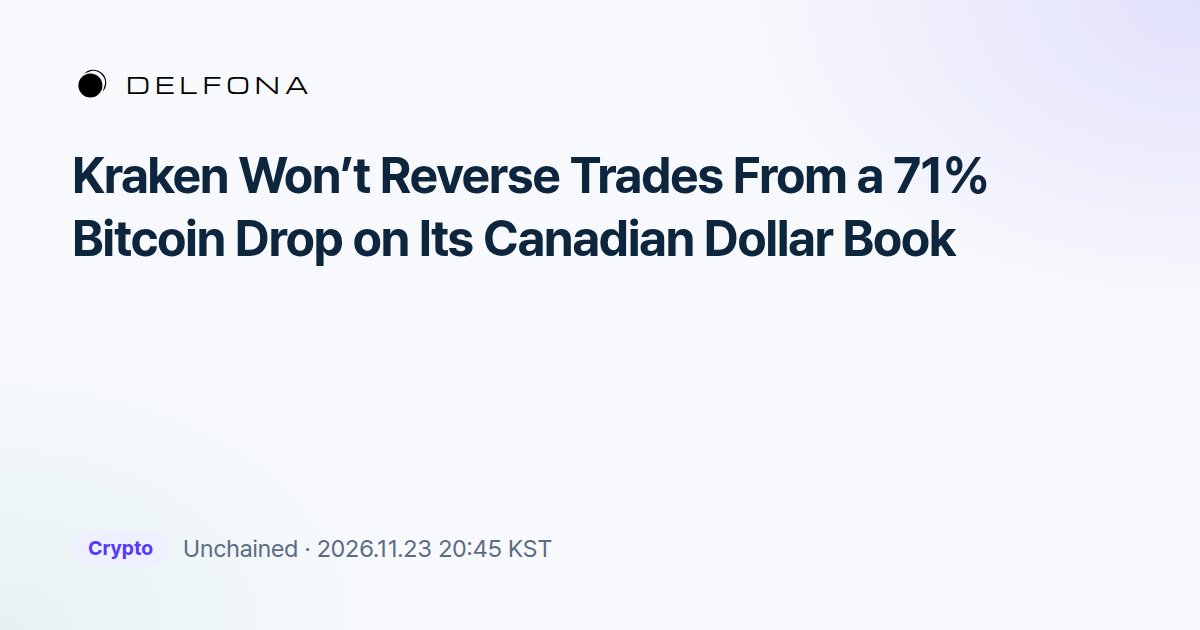 DELFONA
Kraken Won’t Reverse Trades From a 71%
Bitcoin Drop on Its Canadian Dollar Book
Crypto Unchained · 2026.11.23 20:45 KST